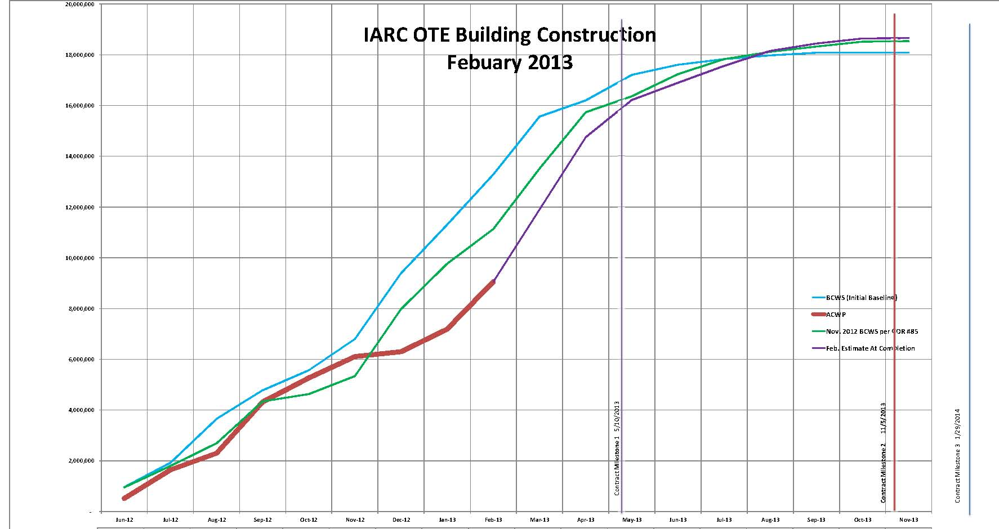 IARC OTE Building Construction
Febuary 2013
20,000,000
18,000,000
16,000,000
14,000,000
12,000,000
10,000,000
8,000,000
6,000,000
4,000,000
2,000,000
-
BCWS (Initial Baseline)
ACWP
Nov. 2012 BCWS per COR #85
Feb. Estimate At Completion
Contract Milestone 1 5/10/2013
Contract Milestone 2 11/5/2013
Contract Milestone 3 1/29/2014
Jun-12 Jul-12 Aug-12 Sep-12 Oct-12 Nov-12 Dec-12 Jan-13 Feb-13 Mar-13 Apr-13 May-13 Jun-13 Jul-13 Aug-13 Sep-13 Oct-13 Nov-13